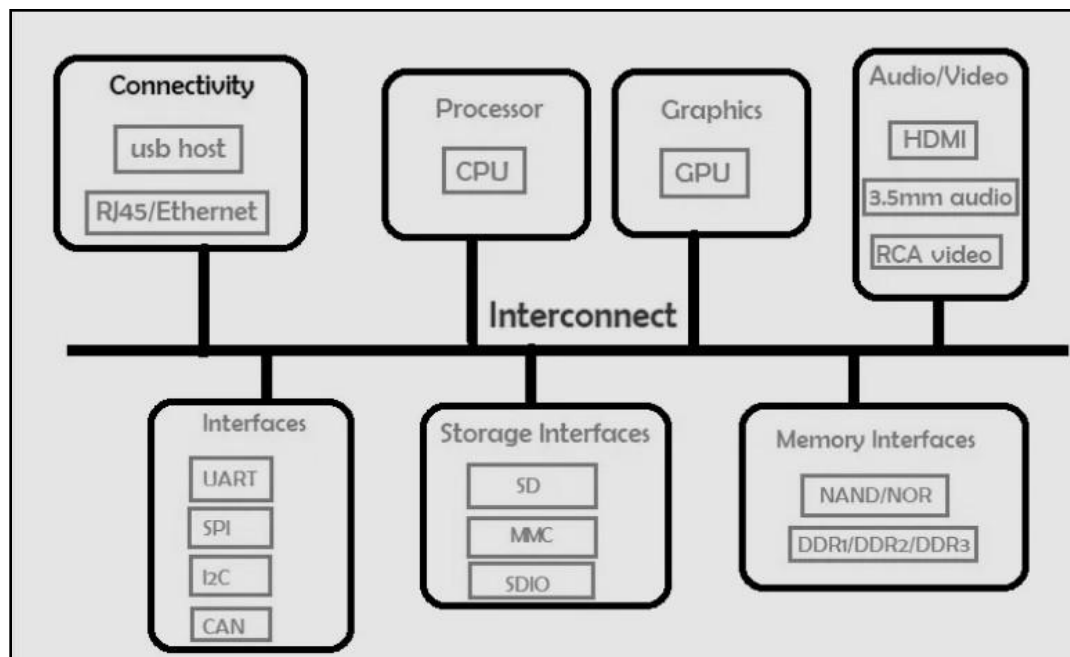 Connectivity
usb host
RJ45/Ethernet
Processor
CPU
Graphics
GPU
Audio/Video
HDMI
3.5mm audio
RCA video
Interconnect
Interfaces
UART
SPI
I2C
CAN
Storage Interfaces
SD
MMC
SDIO
Memory Interfaces
NAND/NOR
DDR1/DDR2/DDR3